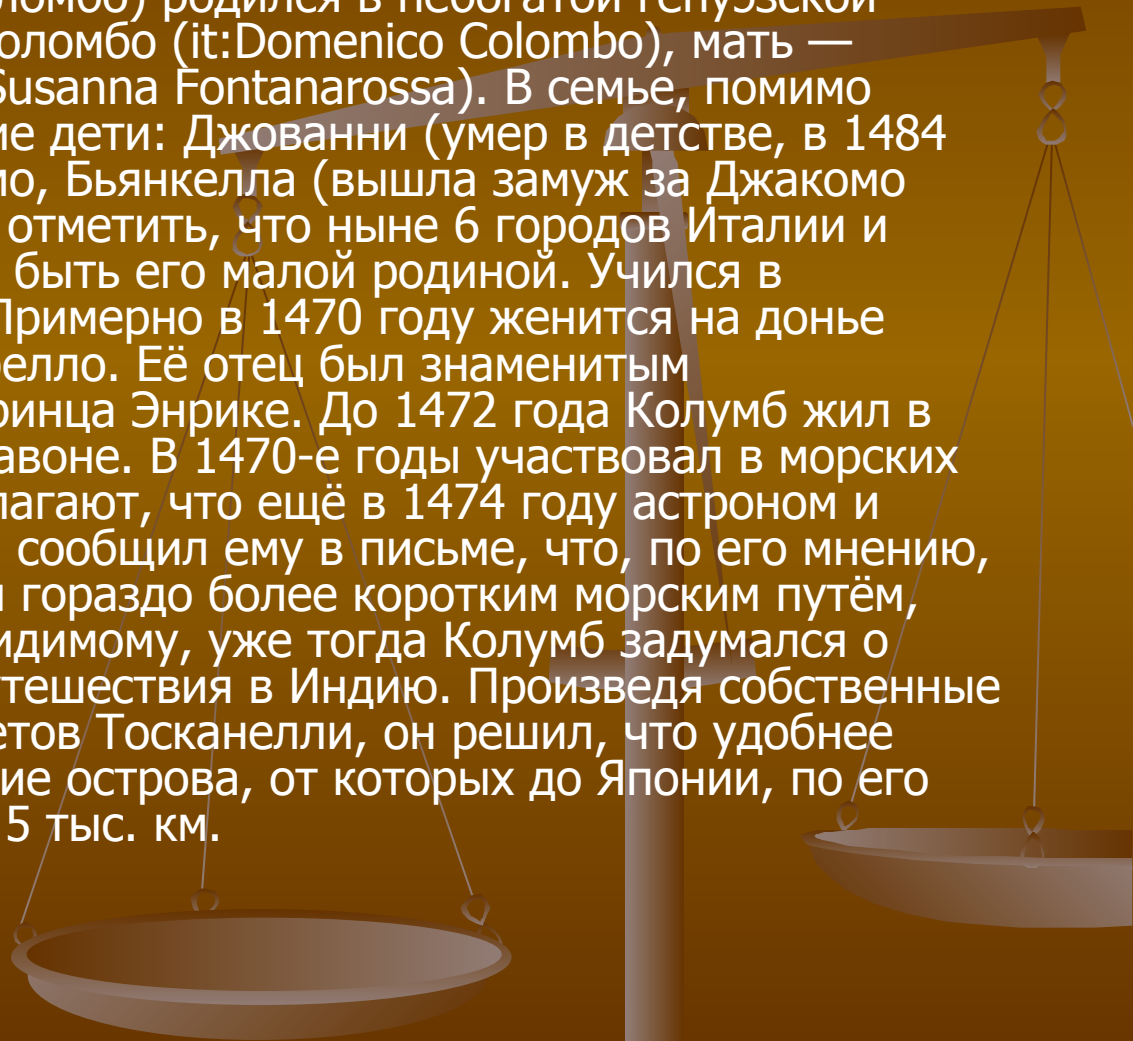 родился в небогатой генуэзской
оломбо (it:Domenico Colombo), мать —
Susanna Fontanarossa). В семье, помимо
ие дети: Джованни (умер в детстве, в 1484
мо, Бьянкелла (вышла замуж за Джакомо
отметить, что ныне 6 городов Италии и
быть его малой родиной. Учился в
Примерно в 1470 году женится на донье
релло. Её отец был знаменитым
ринца Энрике. До 1472 года Колумб жил в
авоне. В 1470-е годы участвовал в морских
лагают, что ещё в 1474 году астроном и
сообщил ему в письме, что, по его мнению,
гораздо более коротким морским путём,
идимому, уже тогда Колумб задумался о
утешествия в Индию. Произведя собственные
етов Тосканелли, он решил, что удобнее
ие острова, от которых до Японии, по его
5 тыс. км.